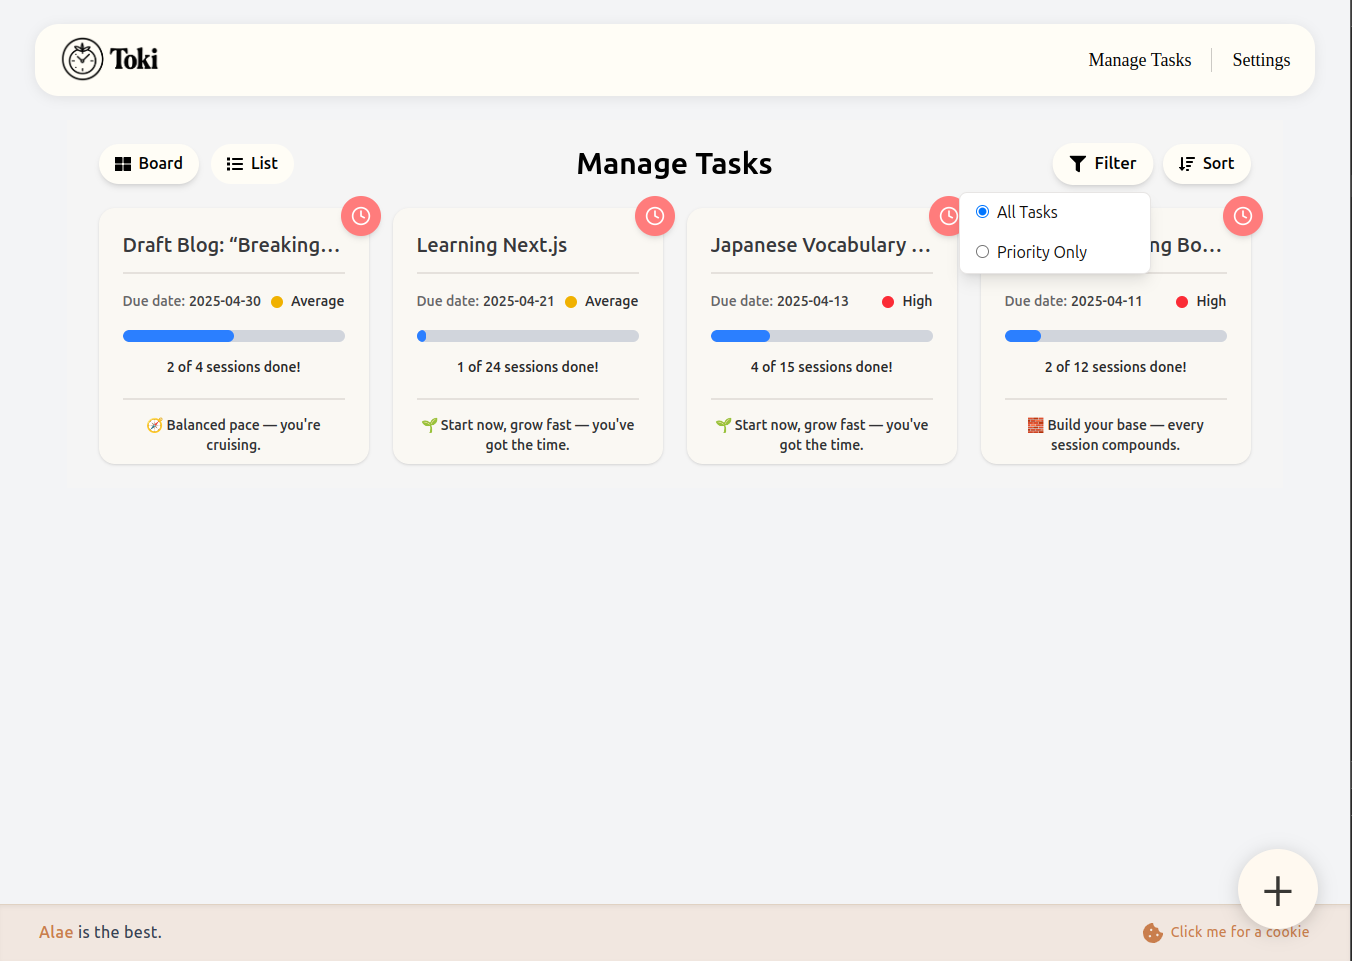 Toki
Manage Tasks
Settings
Board
List
Manage Tasks
Filter
Sort
All Tasks
Priority Only
Draft Blog: “Breaking...
Due date: 2025-04-30 Average
2 of 4 sessions done!
🧭 Balanced pace — you're
cruising.
Learning Next.js
Due date: 2025-04-21 Average
1 of 24 sessions done!
🌱 Start now, grow fast — you've
got the time.
Japanese Vocabulary ...
Due date: 2025-04-13 High
4 of 15 sessions done!
🌱 Start now, grow fast — you've
got the time.
Bo...
Due date: 2025-04-11 High
2 of 12 sessions done!
🧱 Build your base — every
session compounds.
Alae is the best.
Click me for a cookie